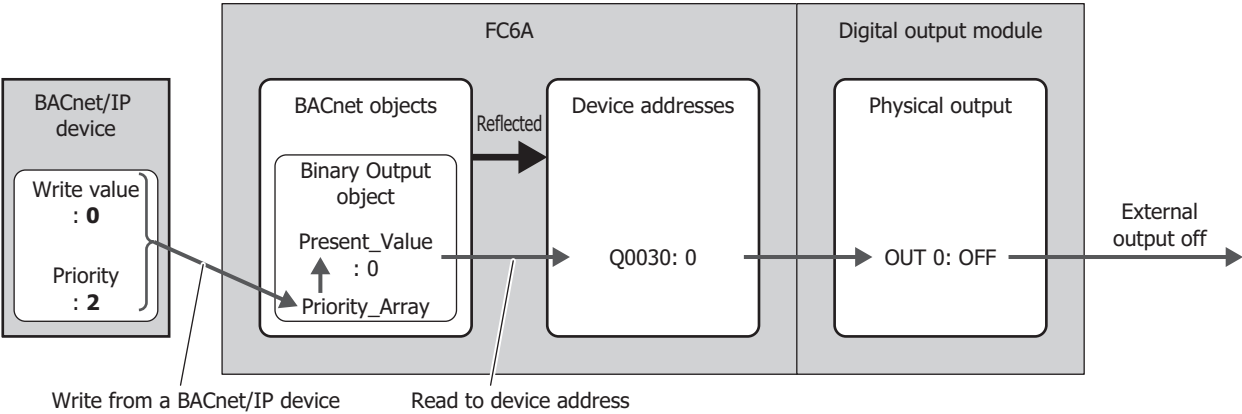 FC6A
Digital output module
BACnet/IP
device
Write value
: 0
Priority
: 2
BACnet objects
Binary Output
object
Present_Value
: 0
Priority_Array
Reflected
Device addresses
Q0030: 0
Physical output
OUT 0: OFF
External
output off
Write from a BACnet/IP device
Read to device address